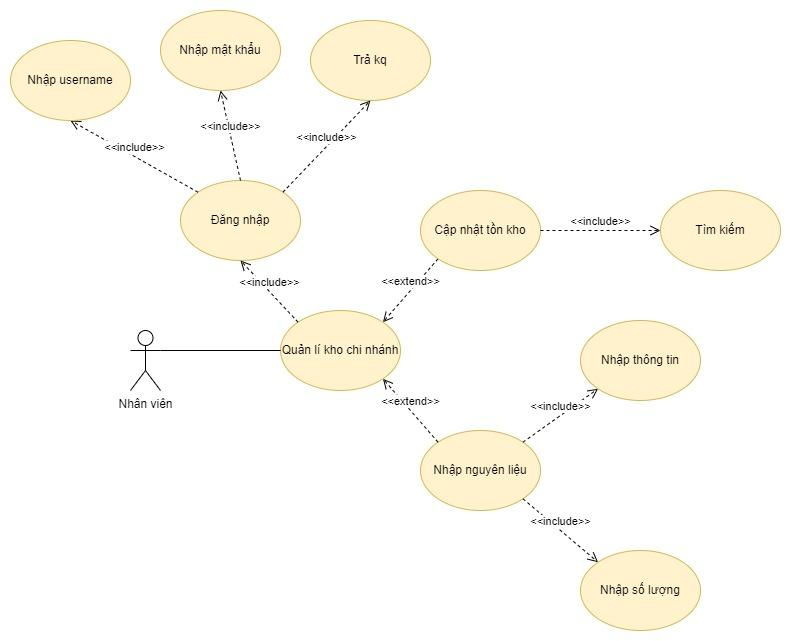 Nhập mật khẩu
Trả kq
Nhập username
<<include>>
<<include>>
<<include>>
Đăng nhập
Cập nhật tồn kho
<<include>>
Tìm kiếm
<<include>>
<<extend>>
Quản lí kho chi nhánh
Nhân viên
Nhập thông tin
<<extend>>
<<include>>
Nhập nguyên liệu
<<include>>
Nhập số lượng